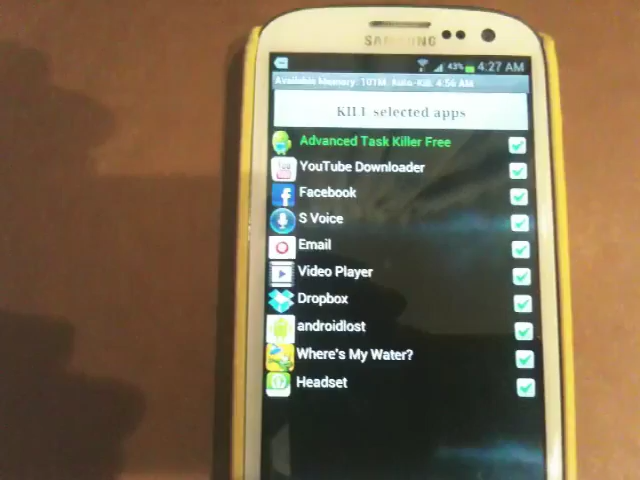 SAMSUNG
43% 4:27 AM
Available Memory: 101M Auto-Kill: 4:56 AM
KILL selected apps
Advanced Task Killer Free
YouTube Downloader
Facebook
S Voice
Email
Video Player
Dropbox
androidlost
Where's My Water?
Headset